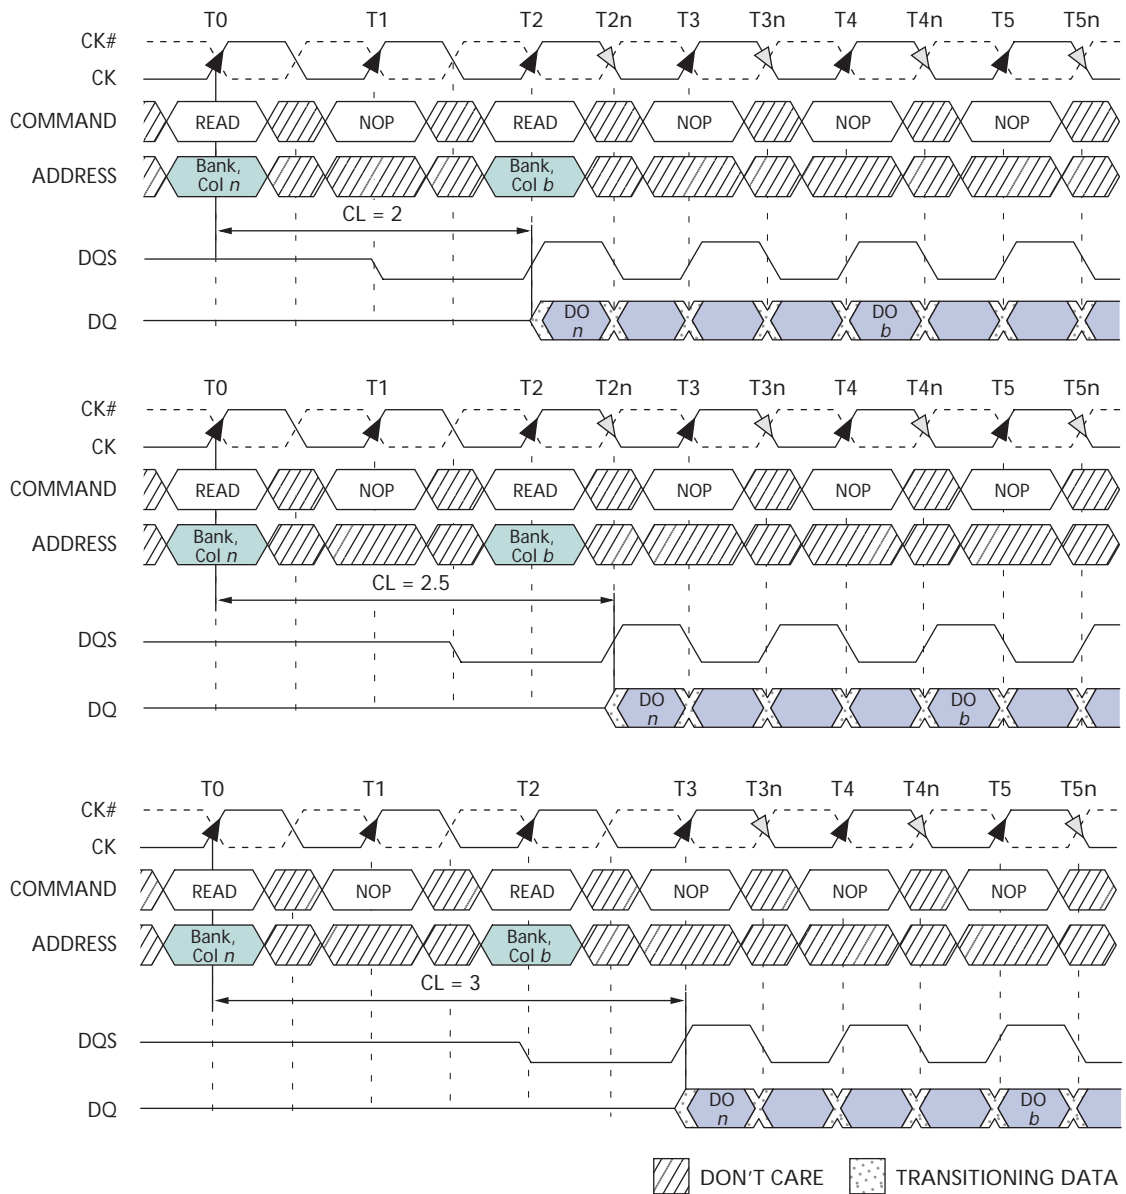 T0 T1 T2 T2n T3 T3n T4 T4n T5 T5n
CK#
CK
COMMAND READ NOP READ NOP NOP NOP
ADDRESS Bank, Col n Bank, Col b
CL = 2
DQS
DQ DO n DO b
T0 T1 T2 T2n T3 T3n T4 T4n T5 T5n
CK#
CK
COMMAND READ NOP READ NOP NOP NOP
ADDRESS Bank, Col n Bank, Col b
CL = 2.5
DQS
DQ DO n DO b
T0 T1 T2 T3 T3n T4 T4n T5 T5n
CK#
CK
COMMAND READ NOP READ NOP NOP NOP
ADDRESS Bank, Col n Bank, Col b
CL = 3
DQS
DQ DO n DO b
DON'T CARE TRANSITIONING DATA